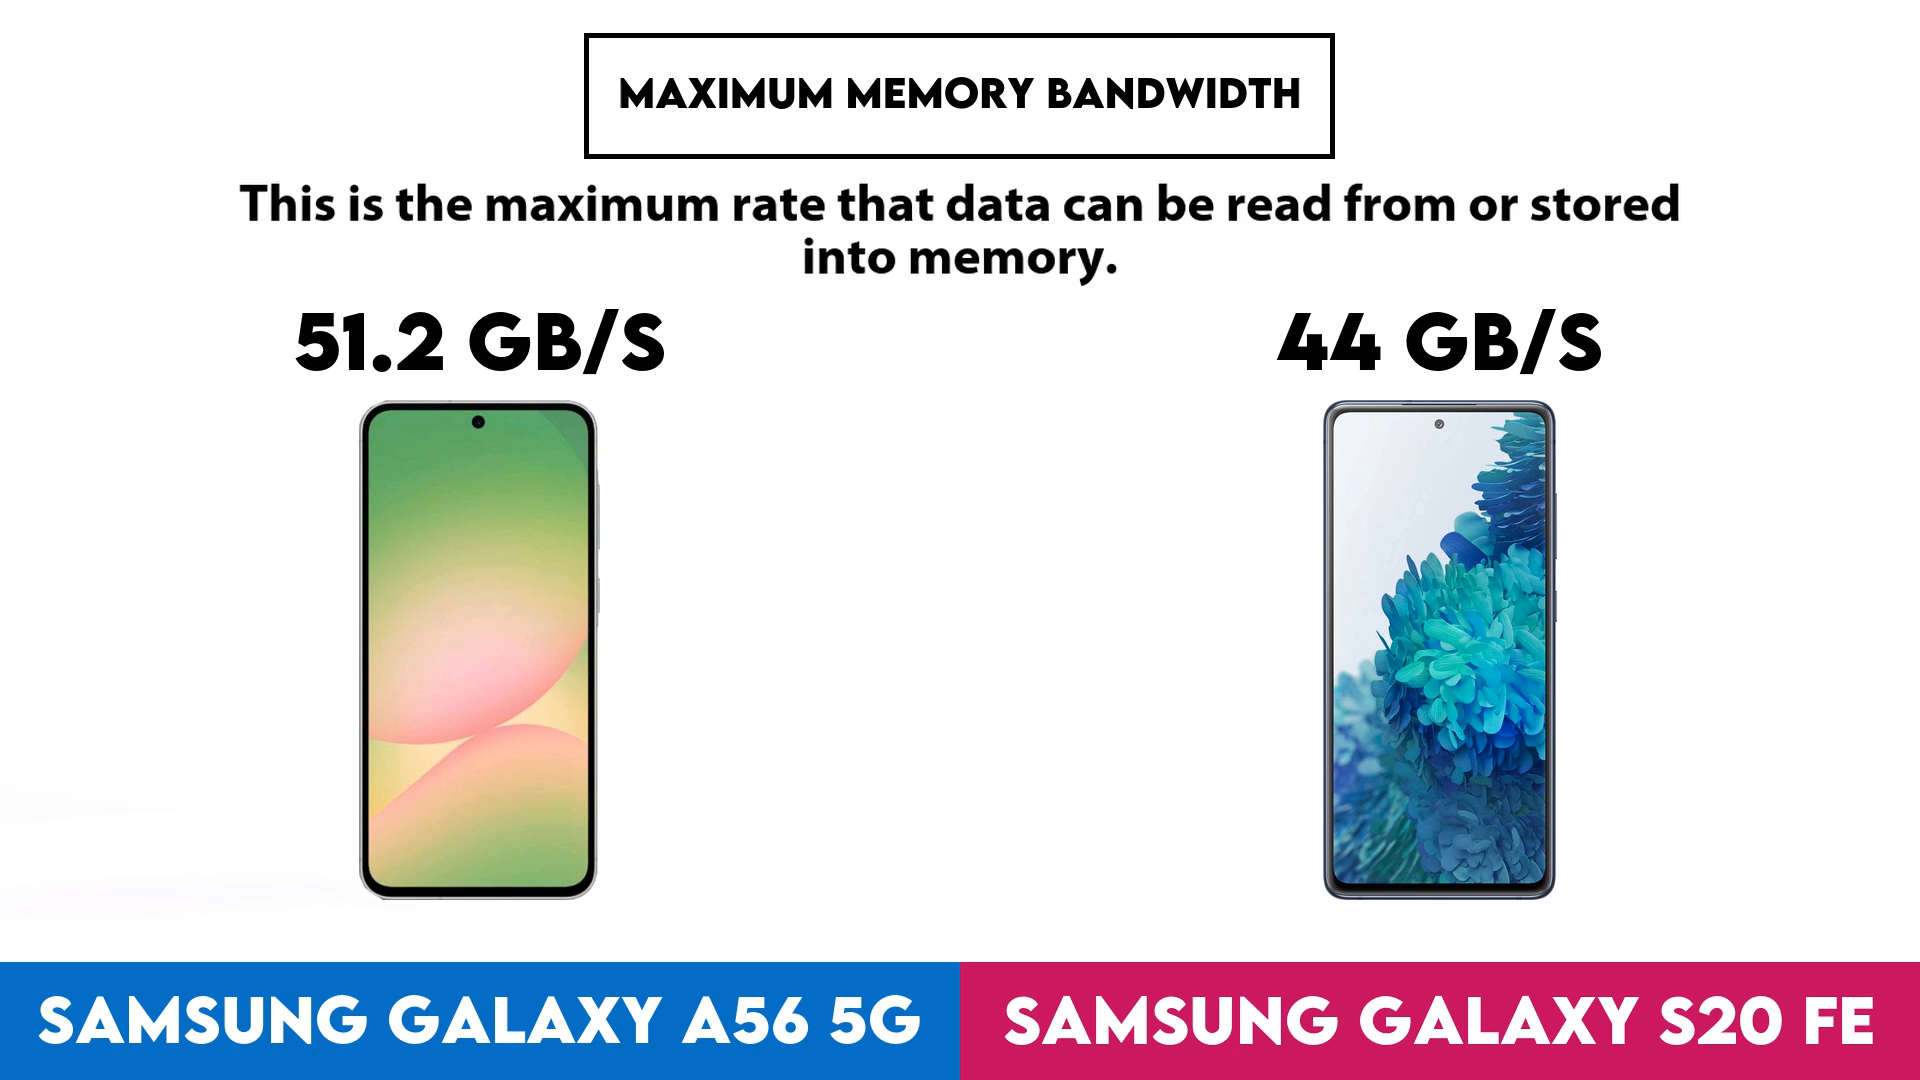 MAXIMUM MEMORY BANDWIDTH
This is the maximum rate that data can be read from or stored
into memory.
51.2 GB/S
44 GB/S
SAMSUNG GALAXY A56 5G
SAMSUNG GALAXY S20 FE